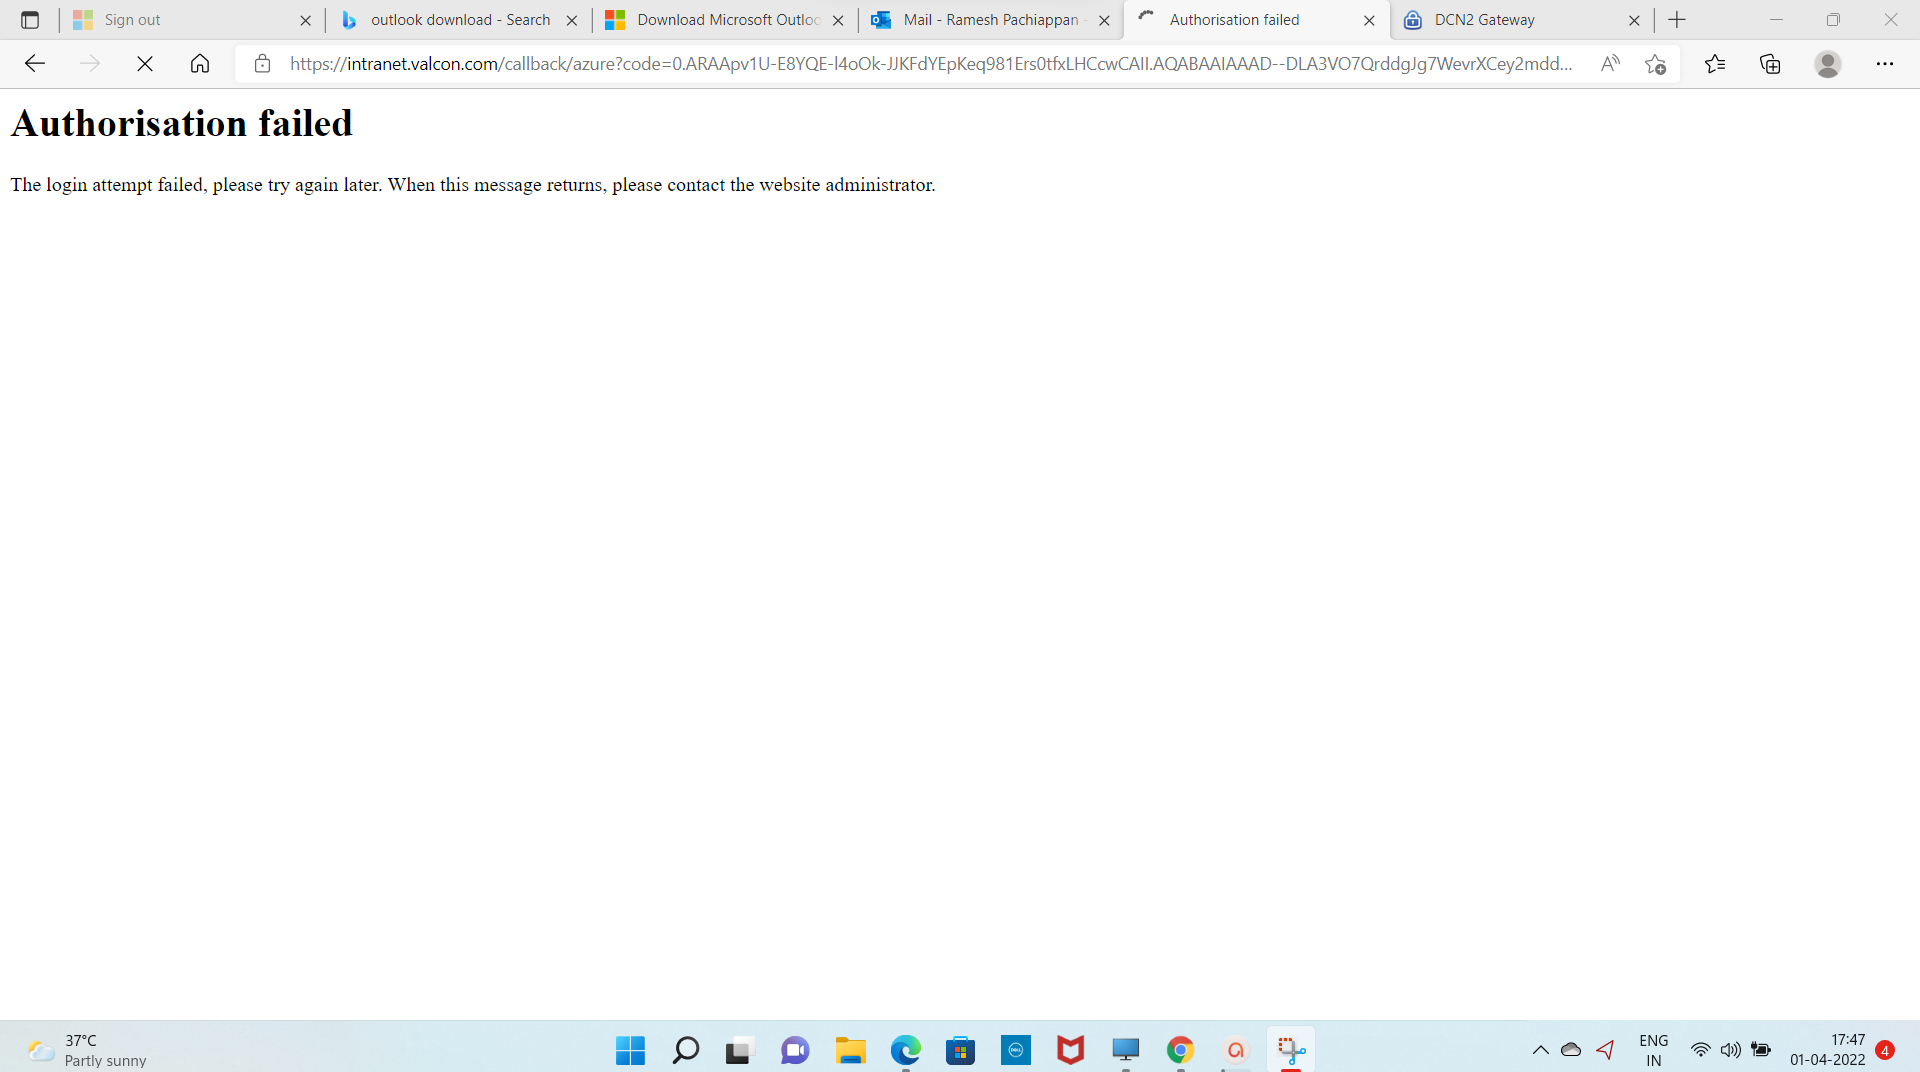 Sign out
outlook download - Search
Download Microsoft Outloo
Mail - Ramesh Pachiappan -
Authorisation failed
DCN2 Gateway
https://intranet.valcon.com/callback/azure?code=0.ARAApv1U-E8YQE-l4oOk-JJKFdYEpKeq981Ers0tfxLHCcwCAII.AQABAAIAAAD--DLA3VO7QrddgJg7WevrXCey2mdd...
Authorisation failed
The login attempt failed, please try again later. When this message returns, please contact the website administrator.
37°C
Partly sunny
DELL
ENG
IN
17:47
01-04-2022
4